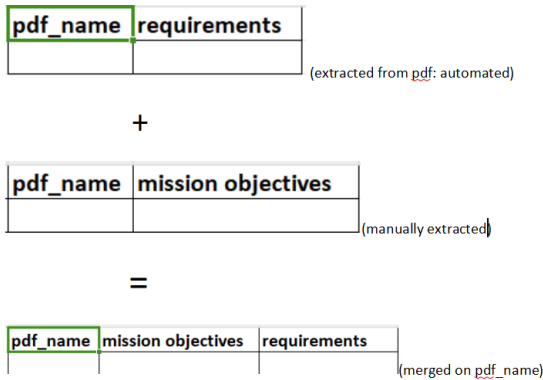 pdf_name requirements
(extracted from pdf: automated)
+
pdf_name mission objectives
(manually extracted)
=
pdf_name mission objectives requirements
(merged on pdf_name)